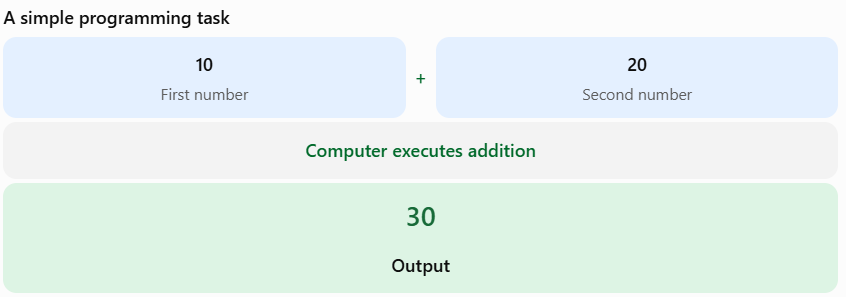 A simple programming task
10
First number
+
20
Second number
Computer executes addition
30
Output